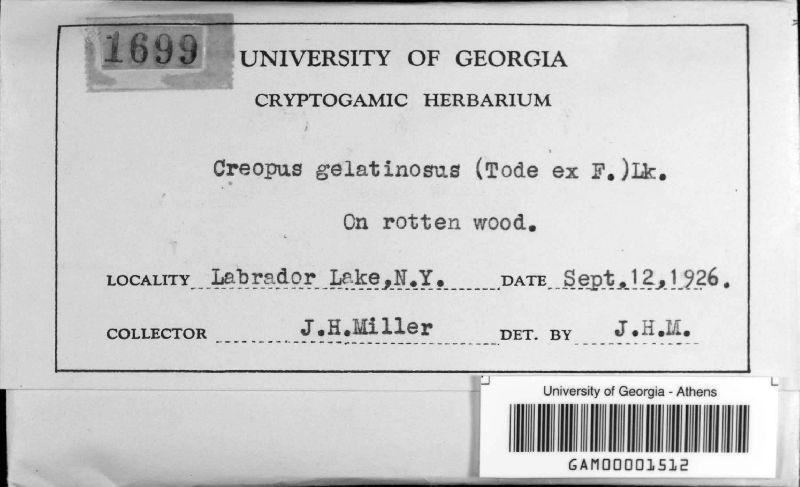 1699
UNIVERSITY OF GEORGIA
CRYPTOGAMIC HERBARIUM
Creopus gelatinosus (Tode ex F.)Lk.
On rotten wood.
LOCALITY Labrador Lake,N.Y. DATE Sept.12,1926.
COLLECTOR J.H.Miller DET. BY J.H.M.
University of Georgia - Athens
GAM00001512